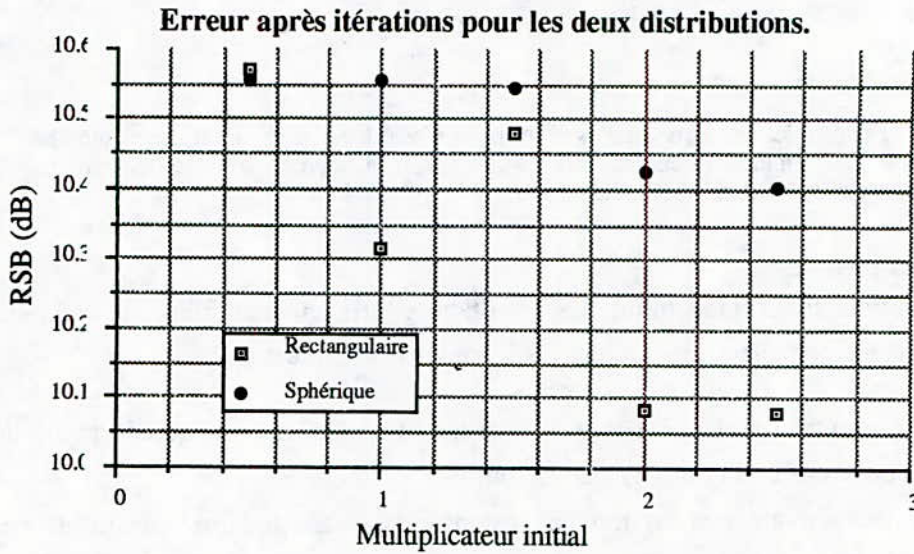 Erreur après itérations pour les deux distributions.
10.6
10.5
10.4
10.3
10.2
10.1
10.0
RSB (dB)
Rectangulaire
Sphérique
0
1
2
3
Multiplicateur initial